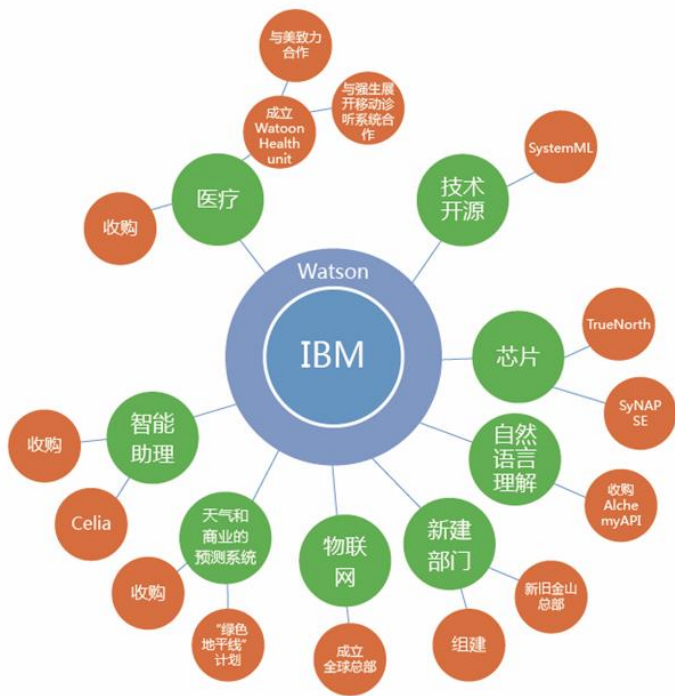 与美致力
合作
与强生展
开移动诊
听系统合作
成立
Watoon
Health
unit
SystemML
医疗
技术
开源
收购
Watson
IBM
TrueNorth
芯片
SyNAP
SE
智能
助理
收购
自然
语言
理解
收购
Alche
myAPI
Celia
天气和
商业的
预测系统
物联
网
新建
部门
收购
新旧金山
总部
"绿色
地平线"
计划
成立
全球总部
组建